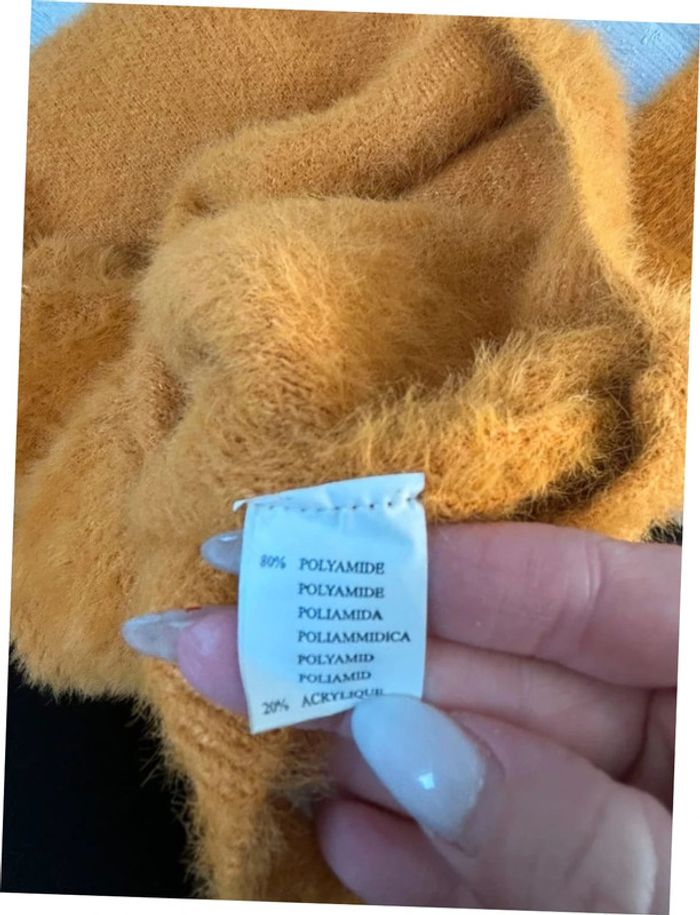 80% POLYAMIDE
POLYAMIDE
POLIAMIDA
POLIAMMIDICA
POLYAMID
POLIAMID
20% ACRYLIQUE